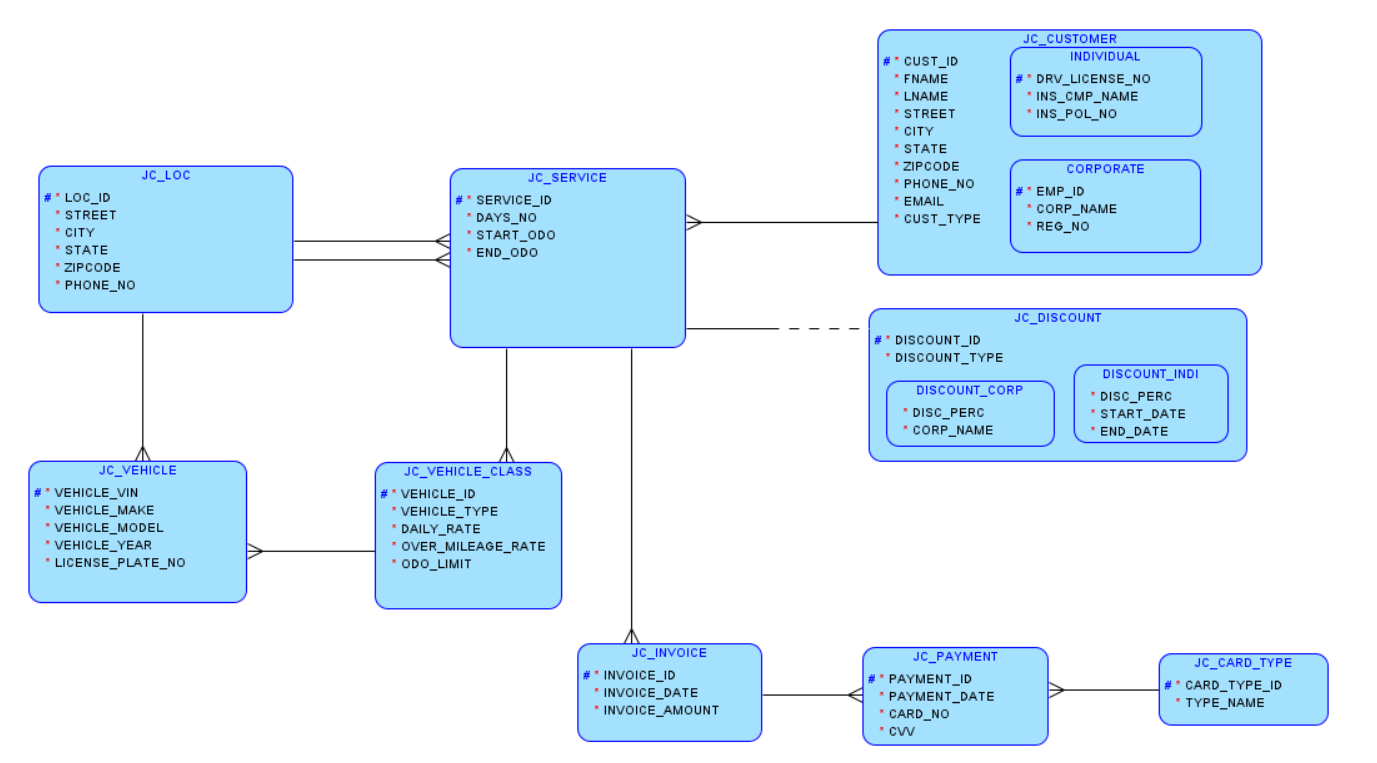 JC_CUSTOMER
# * CUST_ID
* FNAME
* LNAME
* STREET
* CITY
* STATE
* ZIPCODE
* PHONE_NO
* EMAIL
* CUST_TYPE
INDIVIDUAL
# * DRV_LICENSE_NO
* INS_CMP_NAME
* INS_POL_NO
CORPORATE
# * EMP_ID
* CORP_NAME
* REG_NO
JC_LOC
# * LOC_ID
* STREET
* CITY
* STATE
* ZIPCODE
* PHONE_NO
JC_SERVICE
# * SERVICE_ID
* DAYS_NO
* START_ODO
* END_ODO
JC_DISCOUNT
# * DISCOUNT_ID
* DISCOUNT_TYPE
DISCOUNT_CORP
* DISC_PERC
* CORP_NAME
DISCOUNT_INDI
* DISC_PERC
* START_DATE
* END_DATE
JC_VEHICLE
# * VEHICLE_VIN
* VEHICLE_MAKE
* VEHICLE_MODEL
* VEHICLE_YEAR
* LICENSE_PLATE_NO
JC_VEHICLE_CLASS
# * VEHICLE_ID
* VEHICLE_TYPE
* DAILY_RATE
* OVER_MILEAGE_RATE
* ODO_LIMIT
JC_INVOICE
# * INVOICE_ID
* INVOICE_DATE
* INVOICE_AMOUNT
JC_PAYMENT
# * PAYMENT_ID
* PAYMENT_DATE
* CARD_NO
* CVV
JC_CARD_TYPE
# * CARD_TYPE_ID
* TYPE_NAME